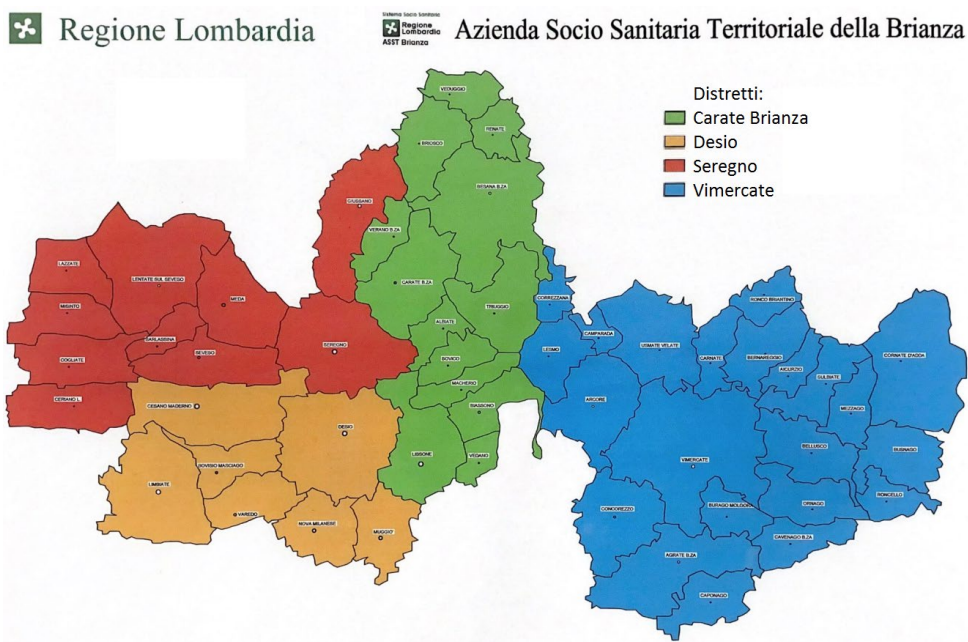 Regione Lombardia
Sistema Socio Sanitario
Regione
Lombardia
ASST Brianza
Azienda Socio Sanitaria Territoriale della Brianza
Distretti:
Carate Brianza
Desio
Seregno
Vimercate
VEDUGGIO
RENATE
BRIOSCO
BESANA B.ZA
GIUSSANO
VERANO B.ZA
CARATE B.ZA
TRIUGGIO
ALBIATE
SOVICO
MACHERIO
BIASSONO
LISSONE
VEDANO
LAZZATE
LENTATE SUL SEVESO
MISINTO
MEDA
BARLASSINA
SEVESO
COGLIATE
CERIANO L.
SEREGNO
CESANO MADERNO
DESIO
BOVISIO MASCIAGO
LIMBIATE
VAREDO
NOVA MILANESE
MUGGIO
CORREZZANA
LESMO
CAMPARADA
USMATE VELATE
RONCO BRIANTINO
CARNATE
BERNAREGGIO
AICURZIO
SULBIATE
CORNATE D'ADDA
MEZZAGO
ARCORE
BELLUSCO
BUSNAGO
VIMERCATE
RONCELLO
ORNAGO
BURAGO MOLGORA
CONCOREZZO
CAVENAGO B.ZA
AGRATE B.ZA
CAPONAGO